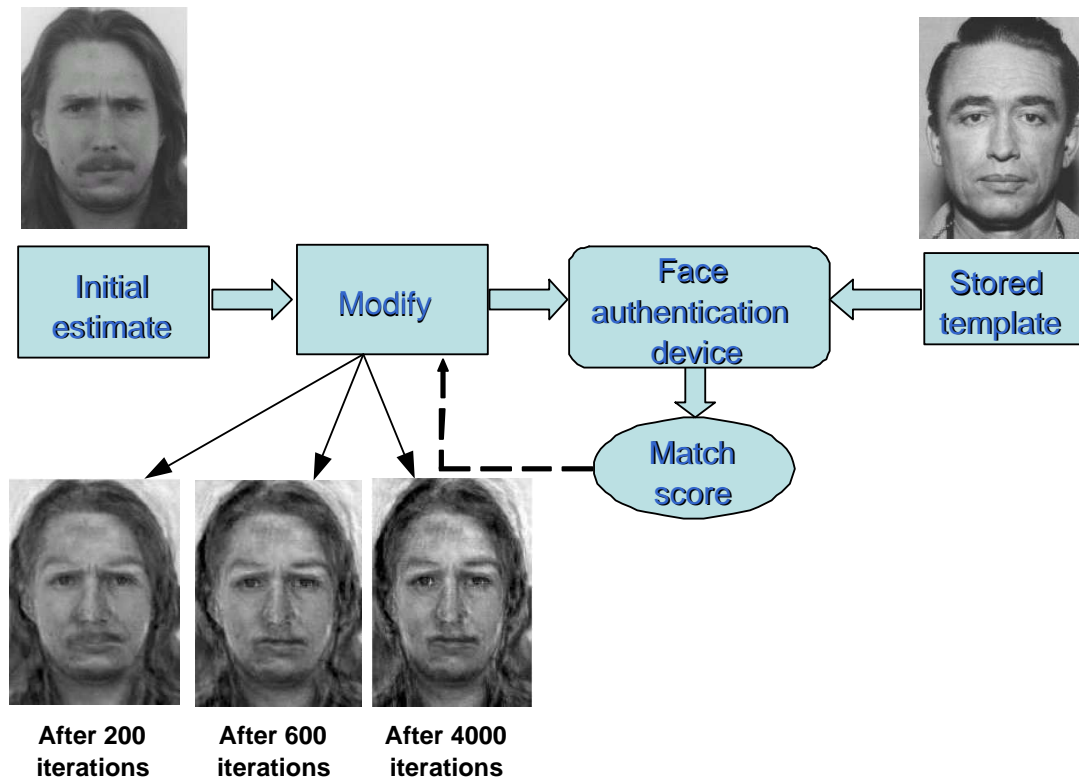 Initial
estimate
Modify
Face
authentication
device
Stored
template
Match
score
After 200
iterations
After 600
iterations
After 4000
iterations